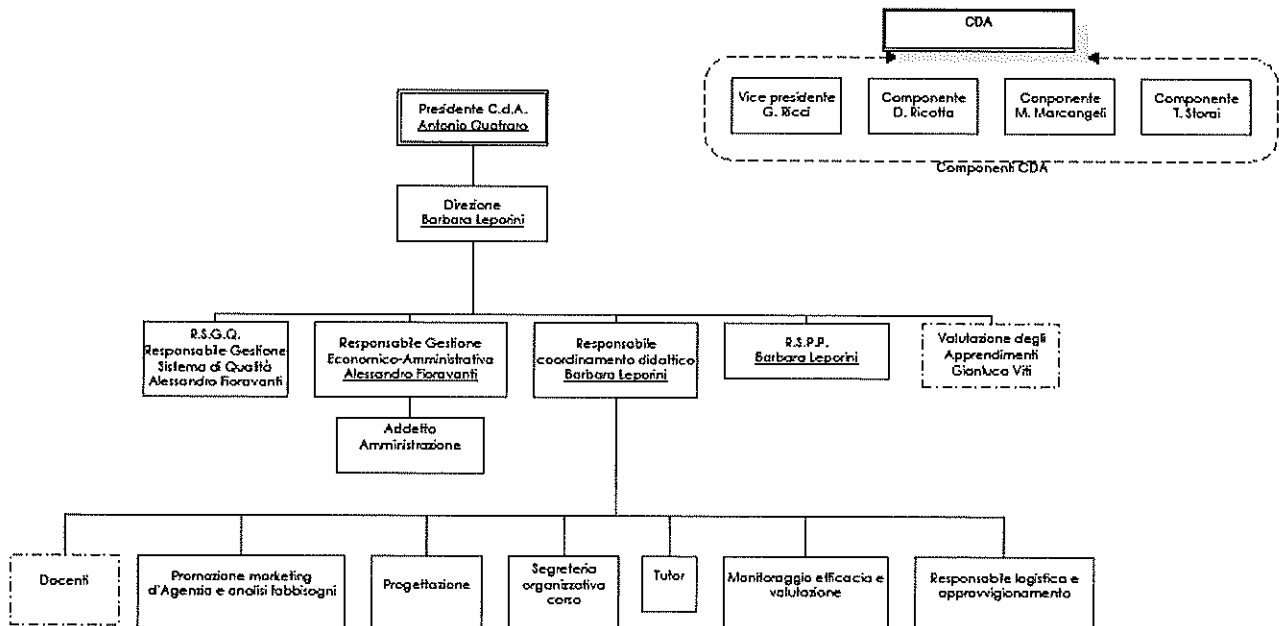 CDA
Vice presidente
G. Ricci
Componente
D. Ricotta
Conponente
M. Marcangeli
Componente
T. Storai
Componenti CDA
Presidente C.d.A.
Antonio Quatraro
Direzione
Barbara Leporini
R.S.G.Q.
Responsabile Gestione
Sistema di Qualità
Alessandro Fioravanti
Responsabile Gestione
Economico-Amministrativa
Alessandro Fioravanti
Responsabile
coordinamento didattico
Barbara Leporini
R.S.P.P.
Barbara Leporini
Valutazione degli
Apprendimenti
Gianluca Viti
Addetto
Amministrazione
Docenti
Promozione marketing
d'Agenzia e analisi fabbisogni
Progettazione
Segreteria
organizzativa
corso
Tutor
Monitoraggio efficacia e
valutazione
Responsabile logistica e
approvvigionamento